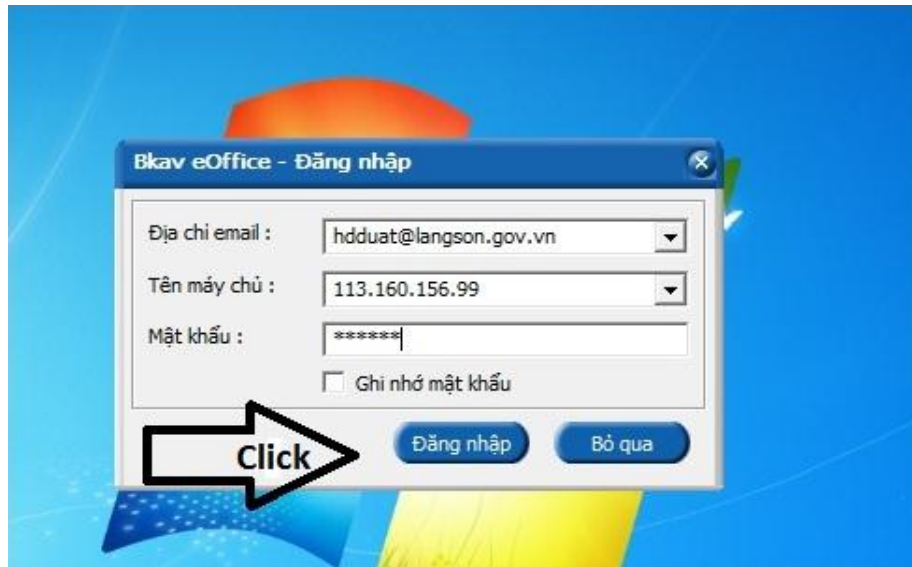 Bkav eOffice - Đăng nhập
Địa chỉ email :
hdduat@langson.gov.vn
Tên máy chủ :
113.160.156.99
Mật khẩu :
******
Ghi nhớ mật khẩu
Click
Đăng nhập
Bỏ qua